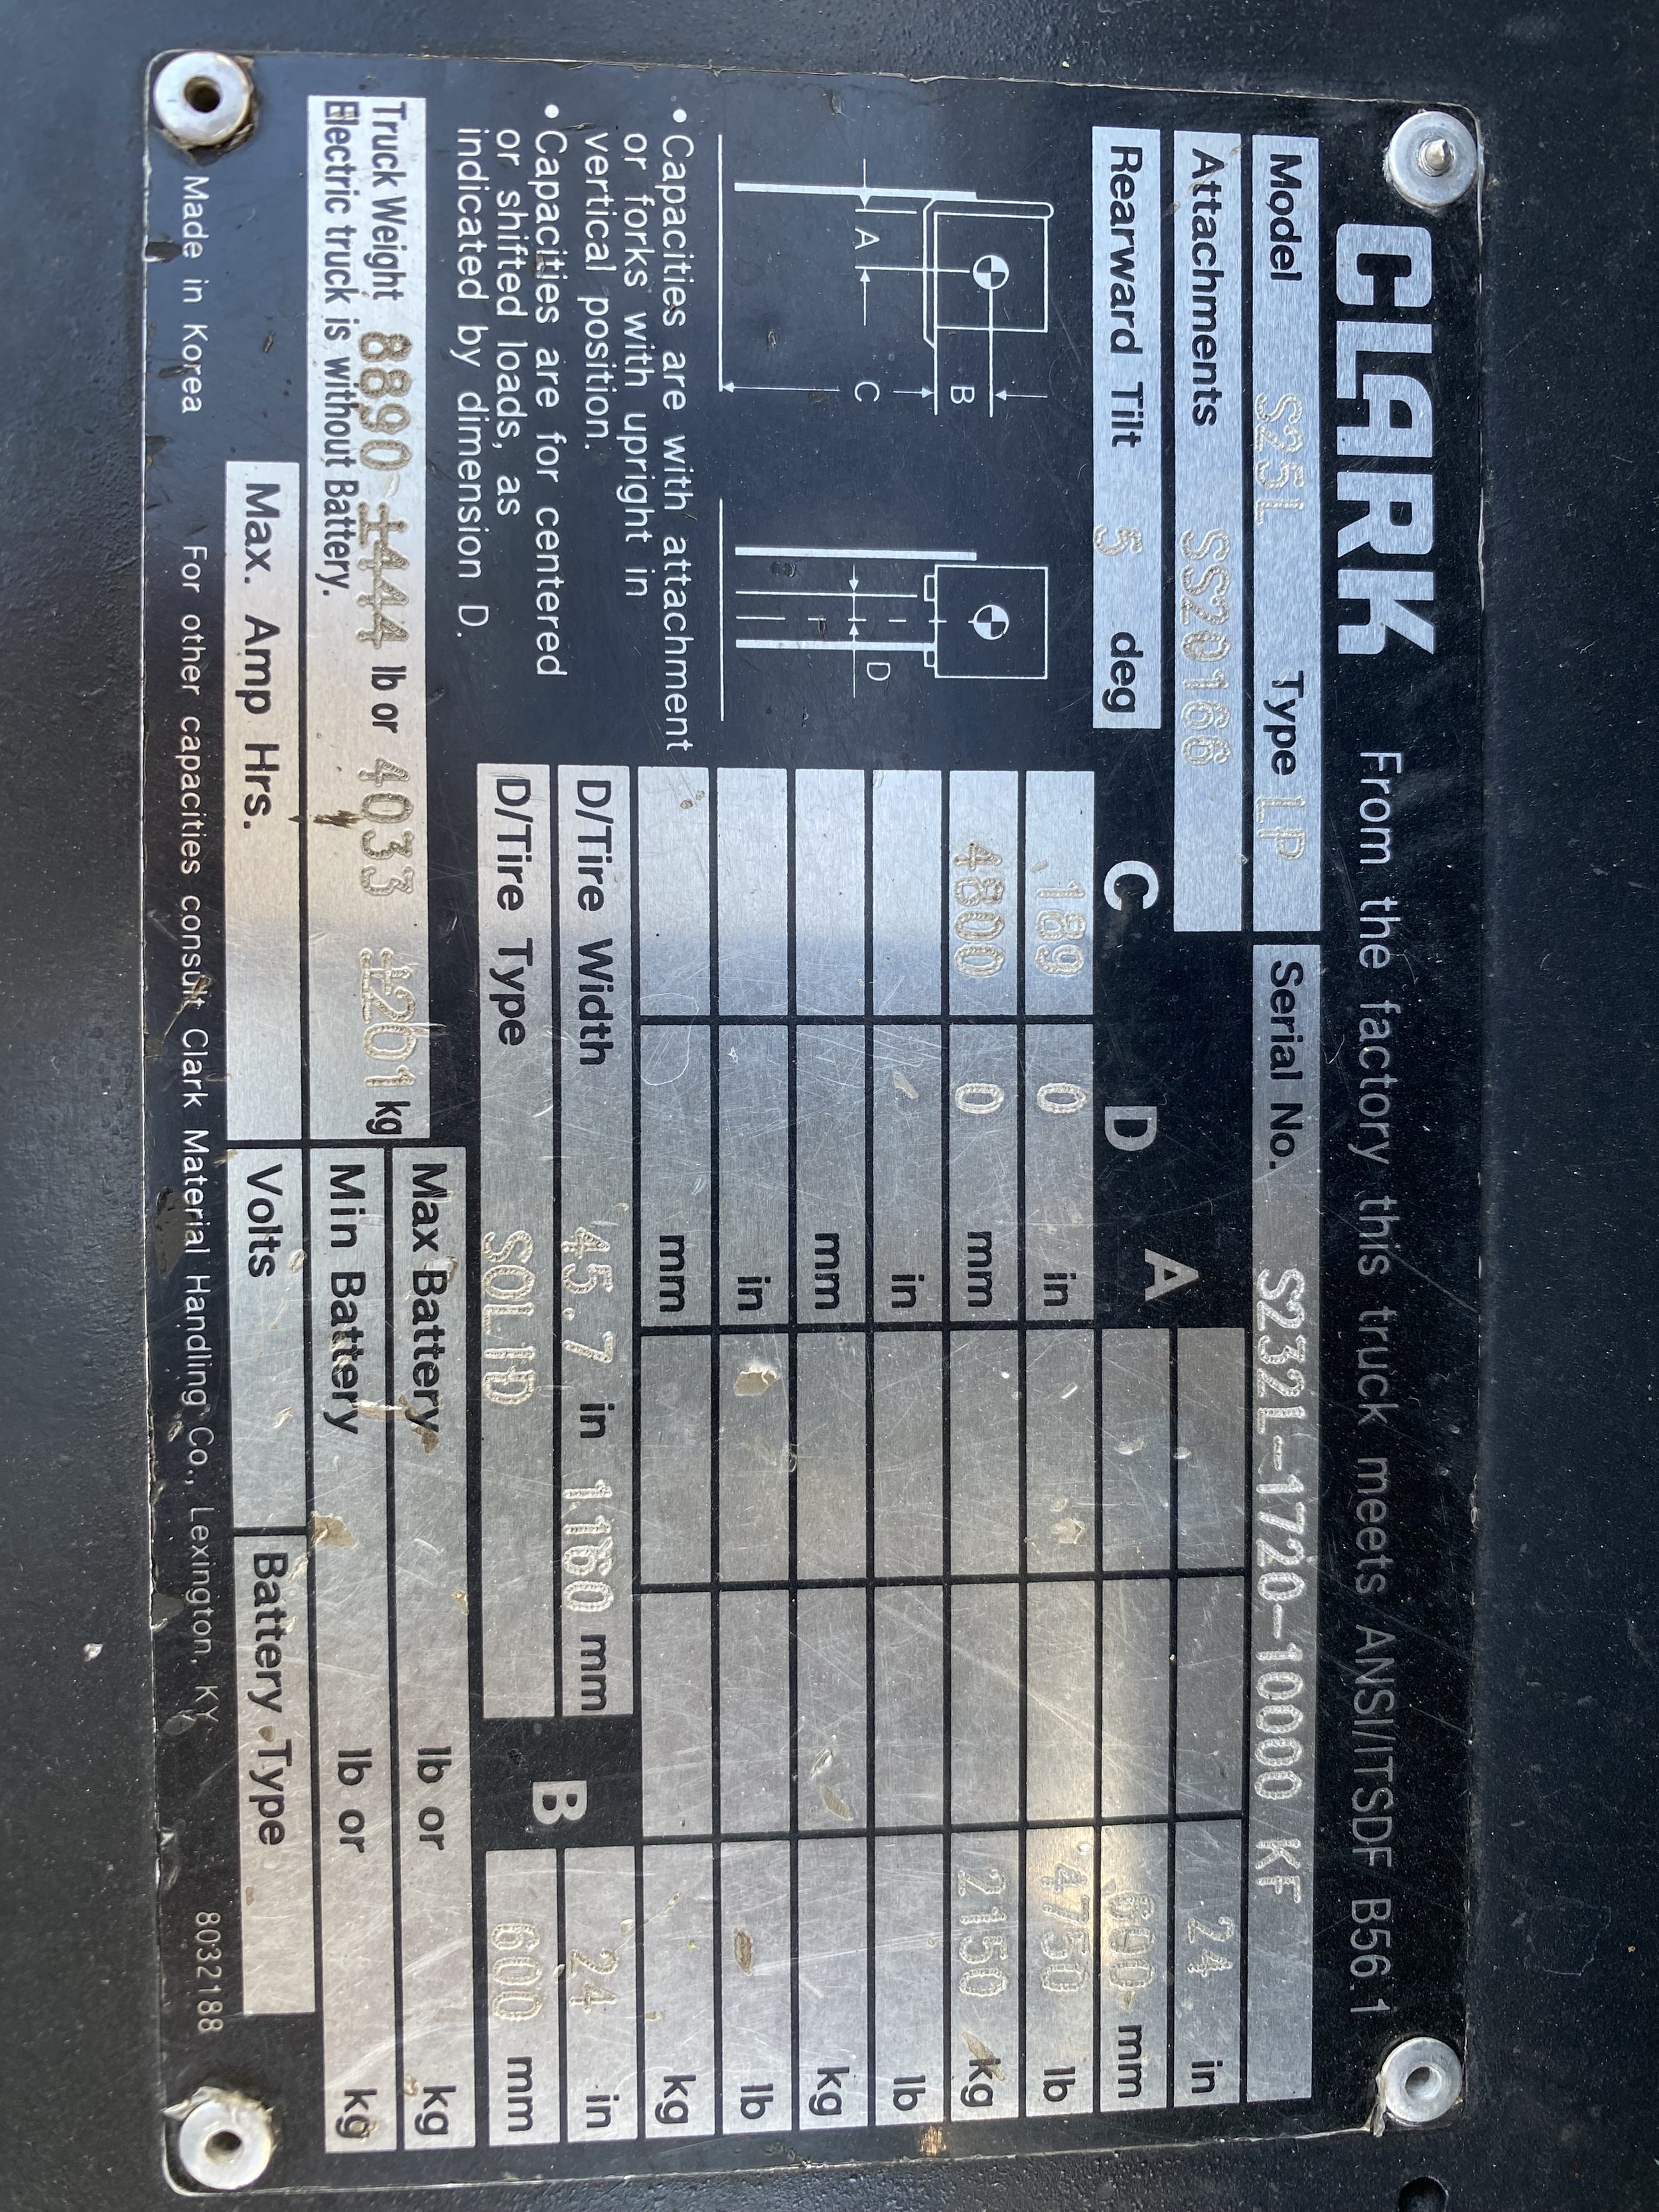 CLARK From the factory this truck meets ANSI/ITSDF B56.1
Model S25L Type LP Serial No. S232L-1720-10000 KF
Attachments SS20166 24 in
Rearward Tilt 5 deg C D A 600 mm
189 0 in 4750 lb
4800 0 mm 2150 kg
in lb
mm kg
in lb
mm kg
A
B
C
D
• Capacities are with attachment
or forks with upright in
vertical position.
• Capacities are for centered
or shifted loads, as
indicated by dimension D.
D/Tire Width 45.7 in 1160 mm B 24 in
D/Tire Type SOLID 600 mm
Truck Weight 8890 ±444 lb or 4033 ±201 kg
Electric truck is without Battery.
Max Battery lb or kg
Min Battery lb or kg
Max. Amp Hrs. Volts Battery Type
Made in Korea For other capacities consult Clark Material Handling Co., Lexington, KY 8032188